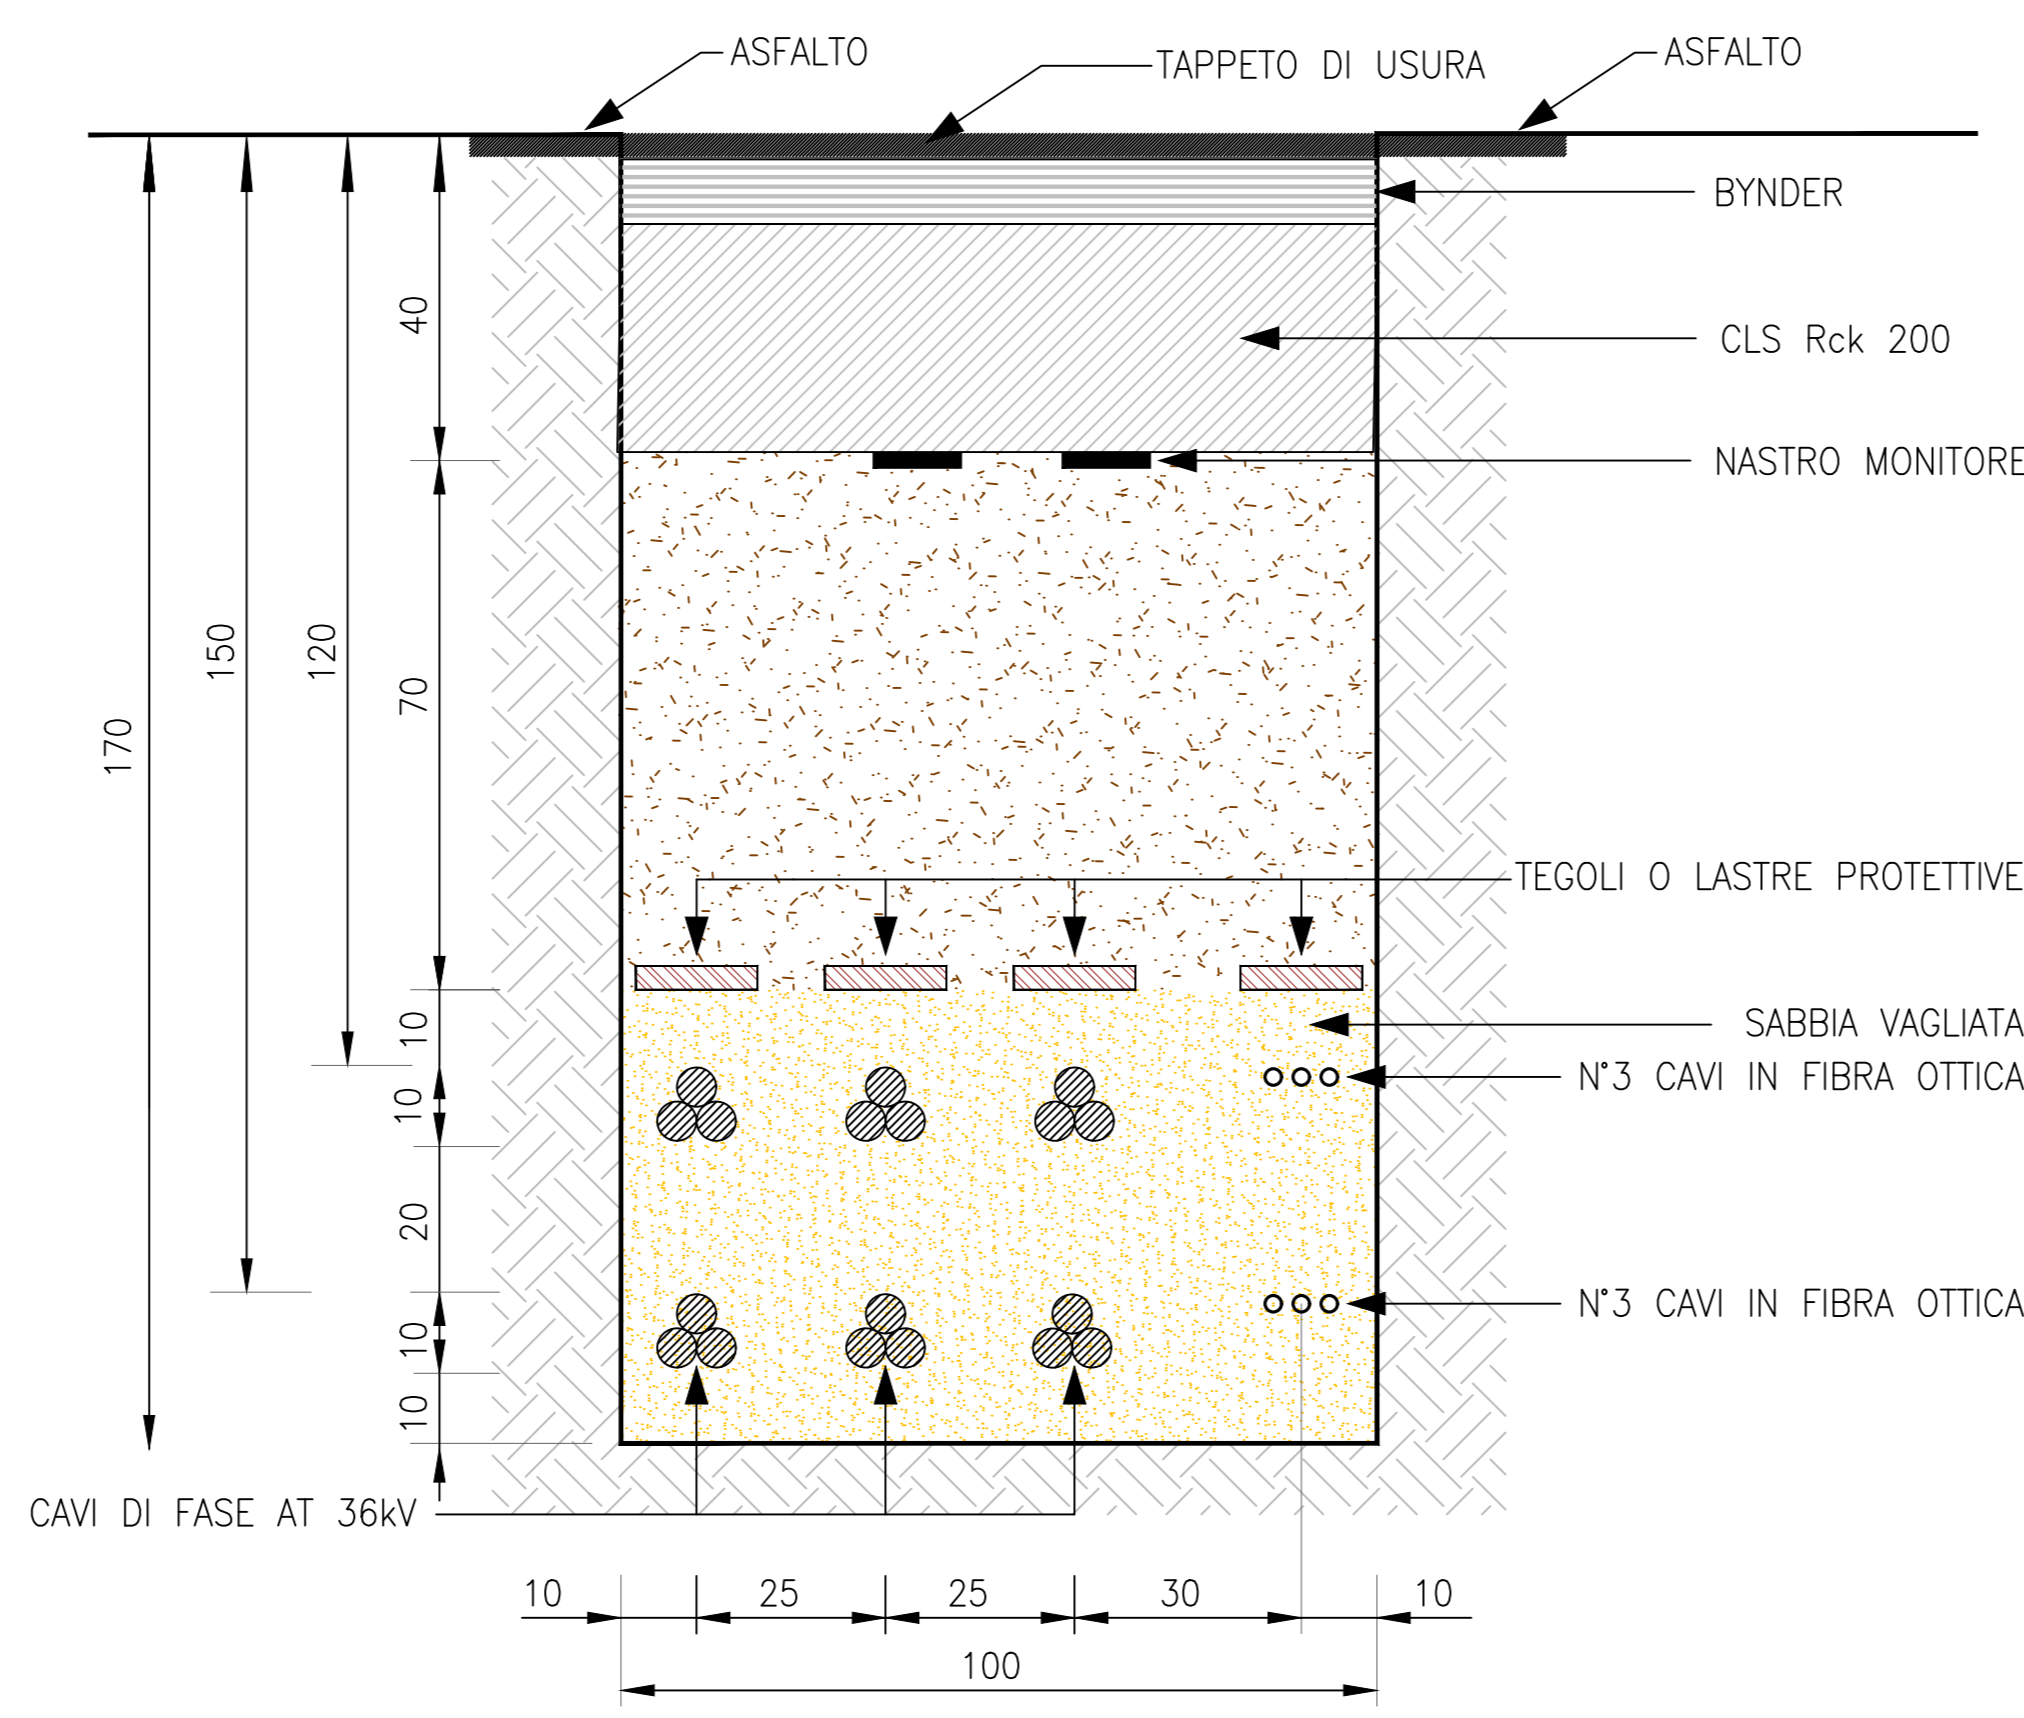 ASFALTO
TAPPETO DI USURA
ASFALTO
BYNDER
40
CLS Rck 200
NASTRO MONITORE
150
120
70
170
TEGOLI O LASTRE PROTETTIVE
10
SABBIA VAGLIATA
10
N°3 CAVI IN FIBRA OTTICA
20
N°3 CAVI IN FIBRA OTTICA
10
10
CAVI DI FASE AT 36kV
10 25 25 30 10
100